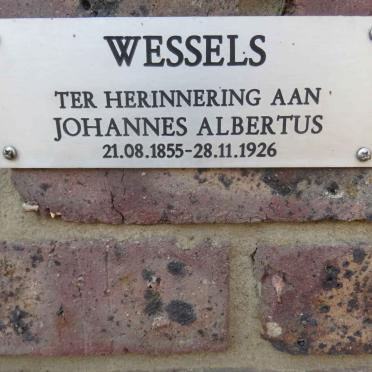 WESSELS
TER HERINNERING AAN
JOHANNES ALBERTUS
21.08.1855-28.11.1926